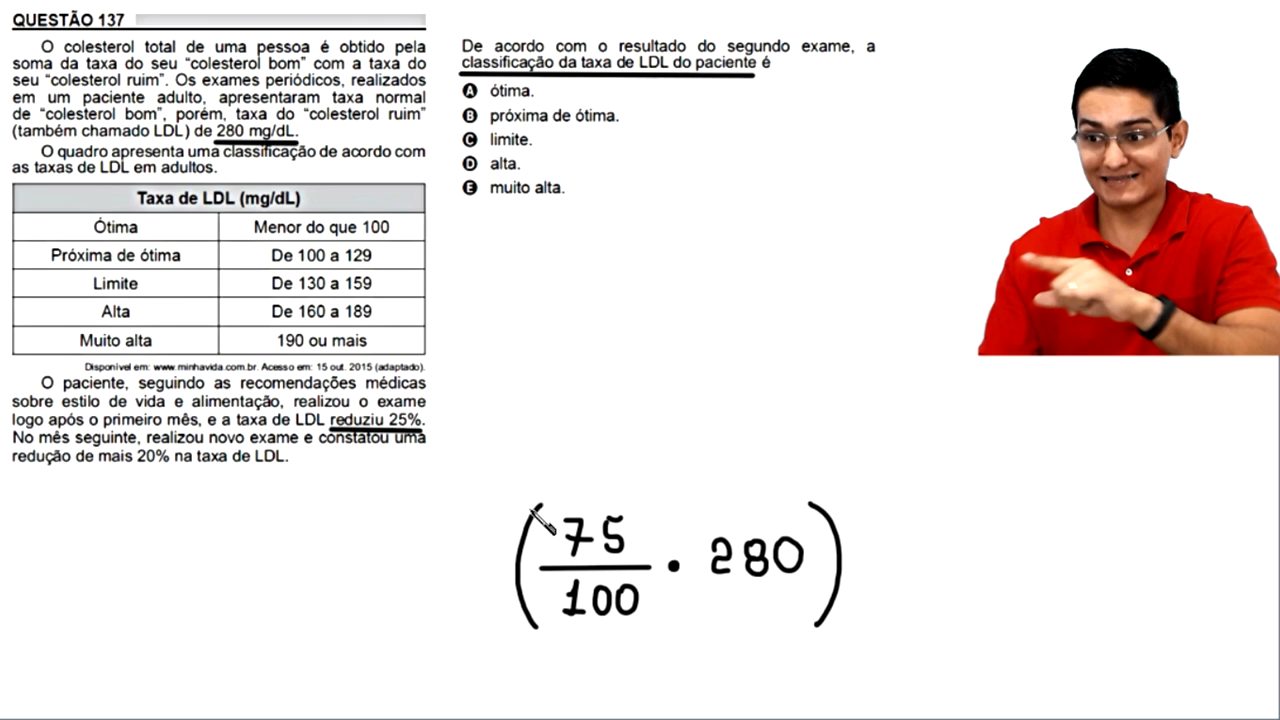 QUESTÃO 137
O colesterol total de uma pessoa é obtido pela
soma da taxa do seu “colesterol bom” com a taxa do
seu “colesterol ruim”. Os exames periódicos, realizados
em um paciente adulto, apresentaram taxa normal
de “colesterol bom”, porém, taxa do “colesterol ruim”
(também chamado LDL) de 280 mg/dL.
O quadro apresenta uma classificação de acordo com
as taxas de LDL em adultos.
Taxa de LDL (mg/dL)
Ótima Menor do que 100
Próxima de ótima De 100 a 129
Limite De 130 a 159
Alta De 160 a 189
Muito alta 190 ou mais
Disponível em: www.minhavida.com.br. Acesso em: 15 out. 2015 (adaptado).
O paciente, seguindo as recomendações médicas
sobre estilo de vida e alimentação, realizou o exame
logo após o primeiro mês, e a taxa de LDL reduziu 25%.
No mês seguinte, realizou novo exame e constatou uma
redução de mais 20% na taxa de LDL.
De acordo com o resultado do segundo exame, a
classificação da taxa de LDL do paciente é
A ótima.
B próxima de ótima.
C limite.
D alta.
E muito alta.
(75/100 · 280)